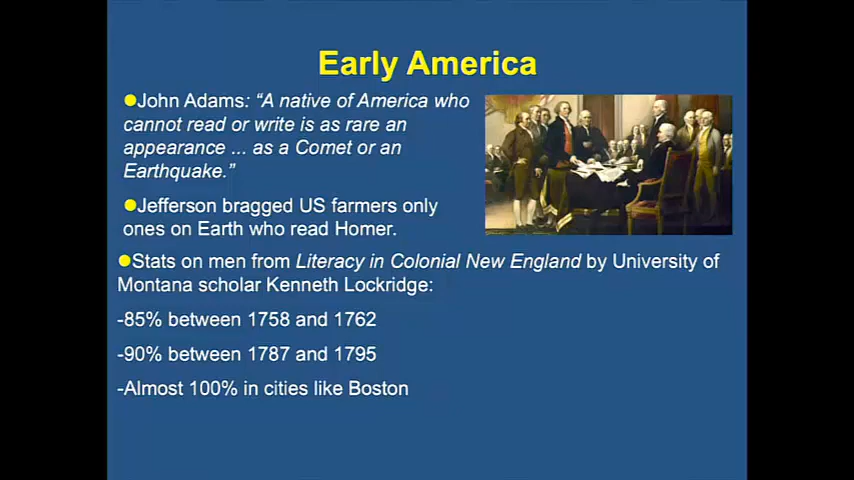 Early America
John Adams: “A native of America who
cannot read or write is as rare an
appearance ... as a Comet or an
Earthquake.”
Jefferson bragged US farmers only
ones on Earth who read Homer.
Stats on men from Literacy in Colonial New England by University of
Montana scholar Kenneth Lockridge:
-85% between 1758 and 1762
-90% between 1787 and 1795
-Almost 100% in cities like Boston